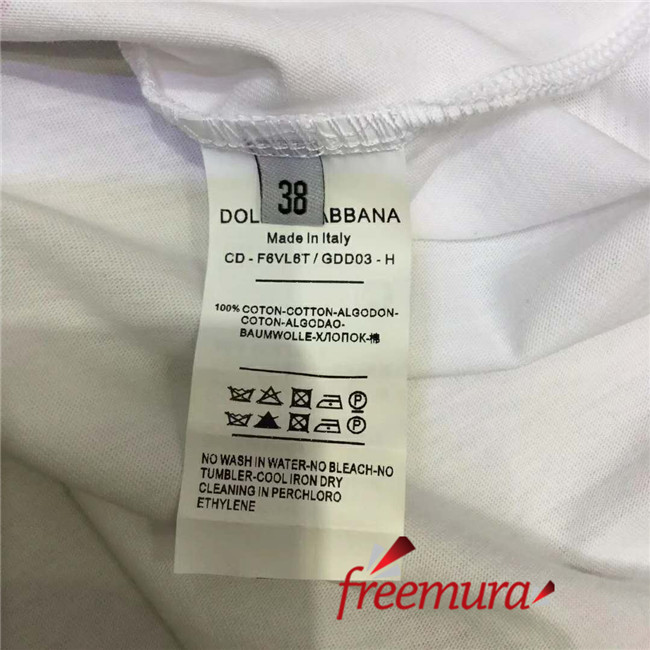 38
DOL ABBANA
Made in Italy
CD - F6VL6T / GDD03 - H
100% COTON-COTTON-ALGODON-
COTON-ALGODAO-
BAUMWOLLE-ХЛОПОК-棉
P
P
NO WASH IN WATER-NO BLEACH-NO
TUMBLER-COOL IRON DRY
CLEANING IN PERCHLORO
ETHYLENE
freemura